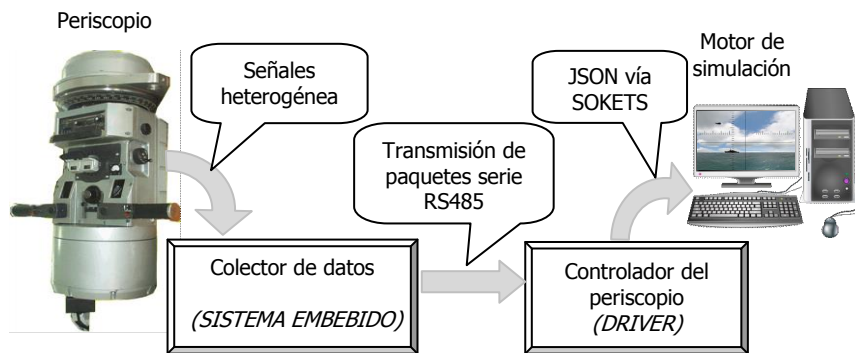 Periscopio
Señales
heterogénea
JSON vía
SOKETS
Motor de
simulación
Transmisión de
paquetes serie
RS485
Colector de datos
(SISTEMA EMBEBIDO)
Controlador del
periscopio
(DRIVER)